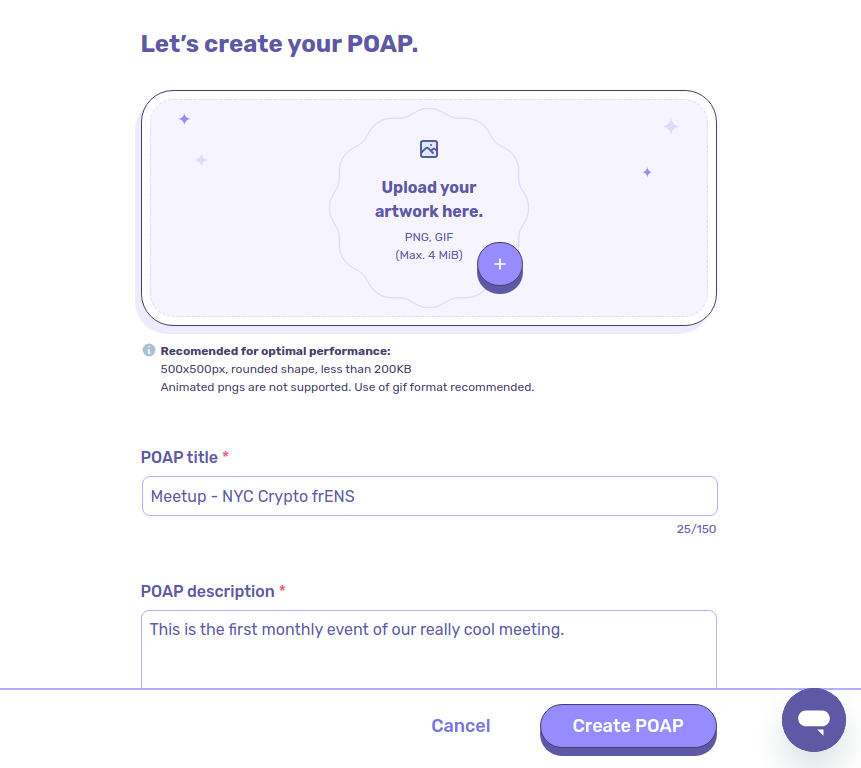 Let’s create your POAP.
Upload your
artwork here.
PNG, GIF
(Max. 4 MiB)
Recomended for optimal performance:
500x500px, rounded shape, less than 200KB
Animated pngs are not supported. Use of gif format recommended.
POAP title *
Meetup - NYC Crypto frENS
25/150
POAP description *
This is the first monthly event of our really cool meeting.
Cancel
Create POAP